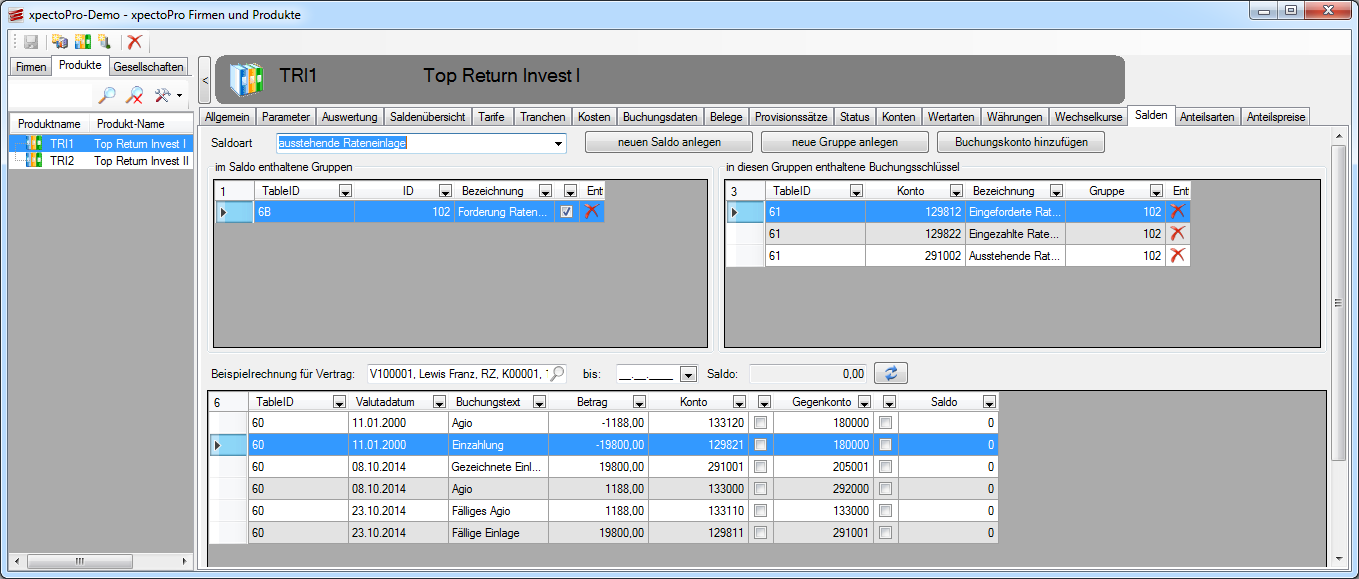 xpectoPro-Demo - xpectoPro Firmen und Produkte
Firmen Produkte Gesellschaften
Produktname Produkt-Name
TRI1 Top Return Invest I
TRI2 Top Return Invest II
<
TRI1 Top Return Invest I
Allgemein Parameter Auswertung Saldenübersicht Tarife Tranchen Kosten Buchungsdaten Belege Provisionssätze Status Konten Wertarten Währungen Wechselkurse Salden Anteilsarten Anteilspreise
Saldoart ausstehende Rateneinlage neuen Saldo anlegen neue Gruppe anlegen Buchungskonto hinzufügen
im Saldo enthaltene Gruppen
1 TableID ID Bezeichnung Ent
6B 102 Forderung Raten...
in diesen Gruppen enthaltene Buchungsschlüssel
3 TableID Konto Bezeichnung Gruppe Ent
61 129812 Eingeforderte Rat... 102
61 129822 Eingezahlte Rate... 102
61 291002 Ausstehende Rat... 102
Beispielrechnung für Vertrag: V100001, Lewis Franz, RZ, K00001, bis: __.__.____ Saldo: 0,00
6 TableID Valutadatum Buchungstext Betrag Konto Gegenkonto Saldo
60 11.01.2000 Agio -1188,00 133120 180000 0
60 11.01.2000 Einzahlung -19800,00 129821 180000 0
60 08.10.2014 Gezeichnete Einl... 19800,00 291001 205001 0
60 08.10.2014 Agio 1188,00 133000 292000 0
60 23.10.2014 Fälliges Agio 1188,00 133110 133000 0
60 23.10.2014 Fällige Einlage 19800,00 129811 291001 0